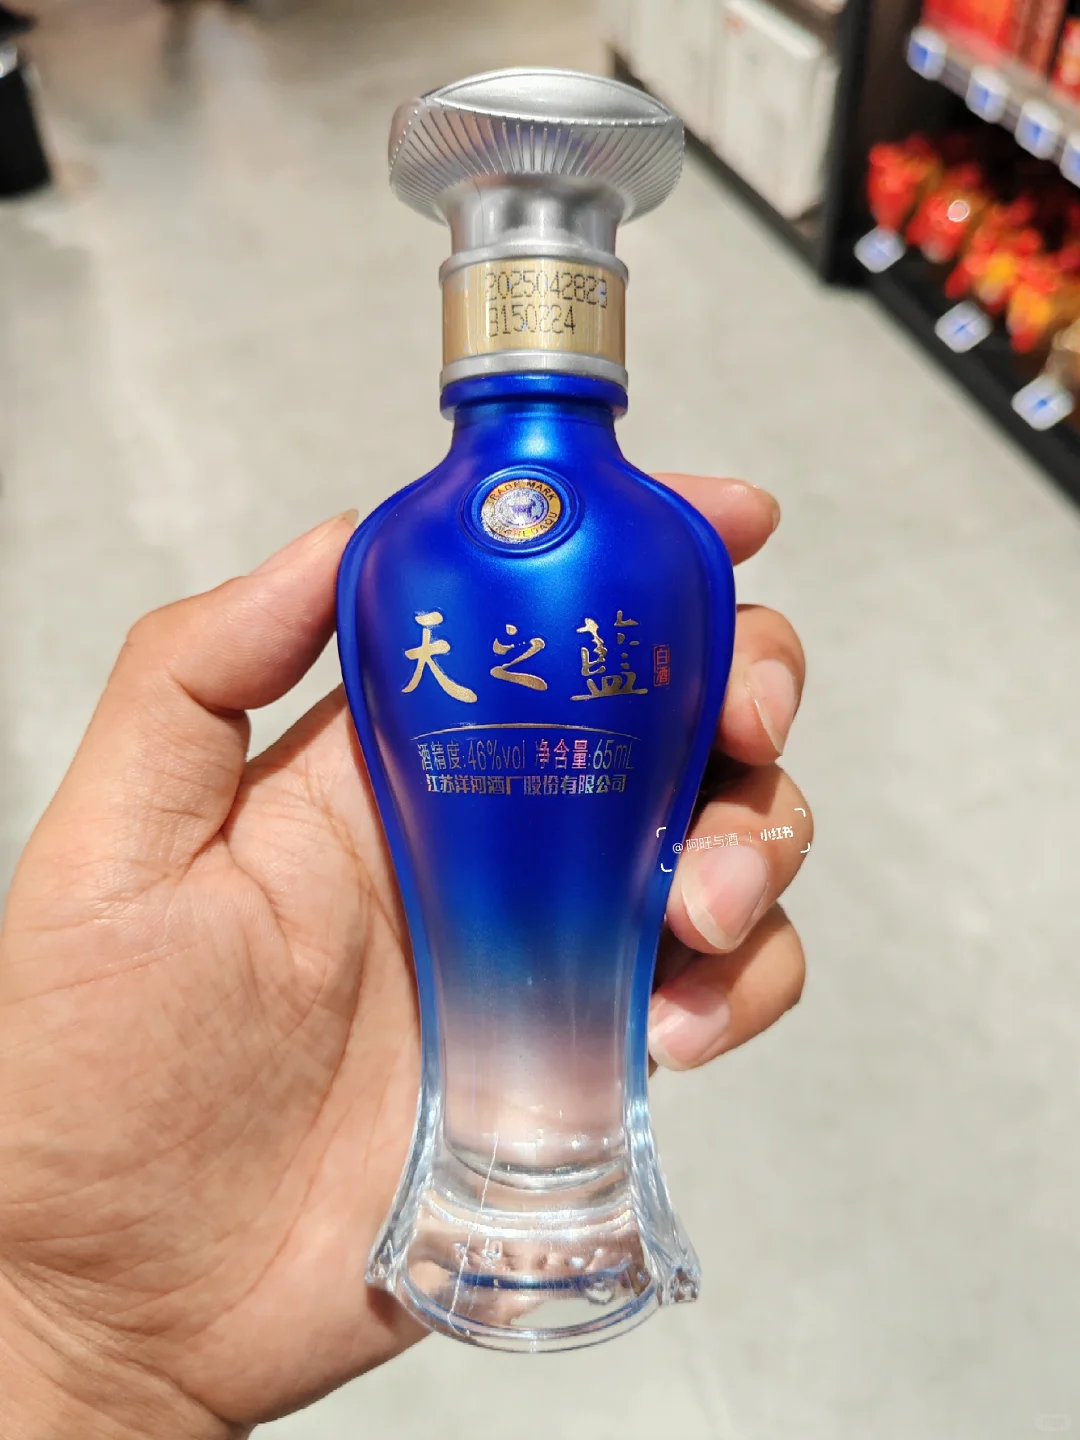 2025042823
3150224
TRADE MARK
天之藍
白酒
酒精度:46%vol 净含量:65mL
江苏洋河酒厂股份有限公司
@阿旺与酒 小红书